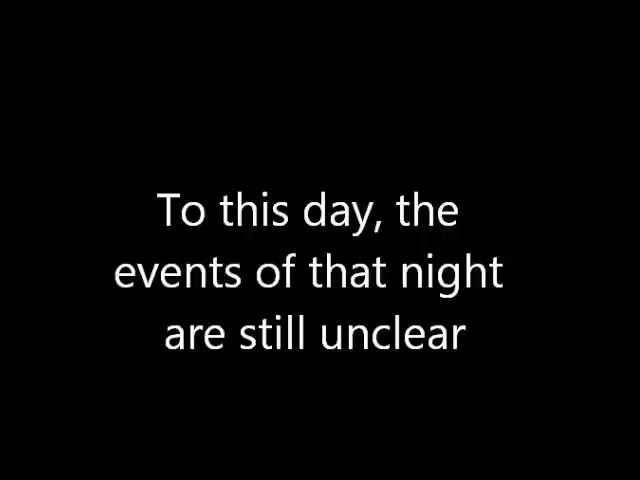 To this day, the
events of that night
are still unclear